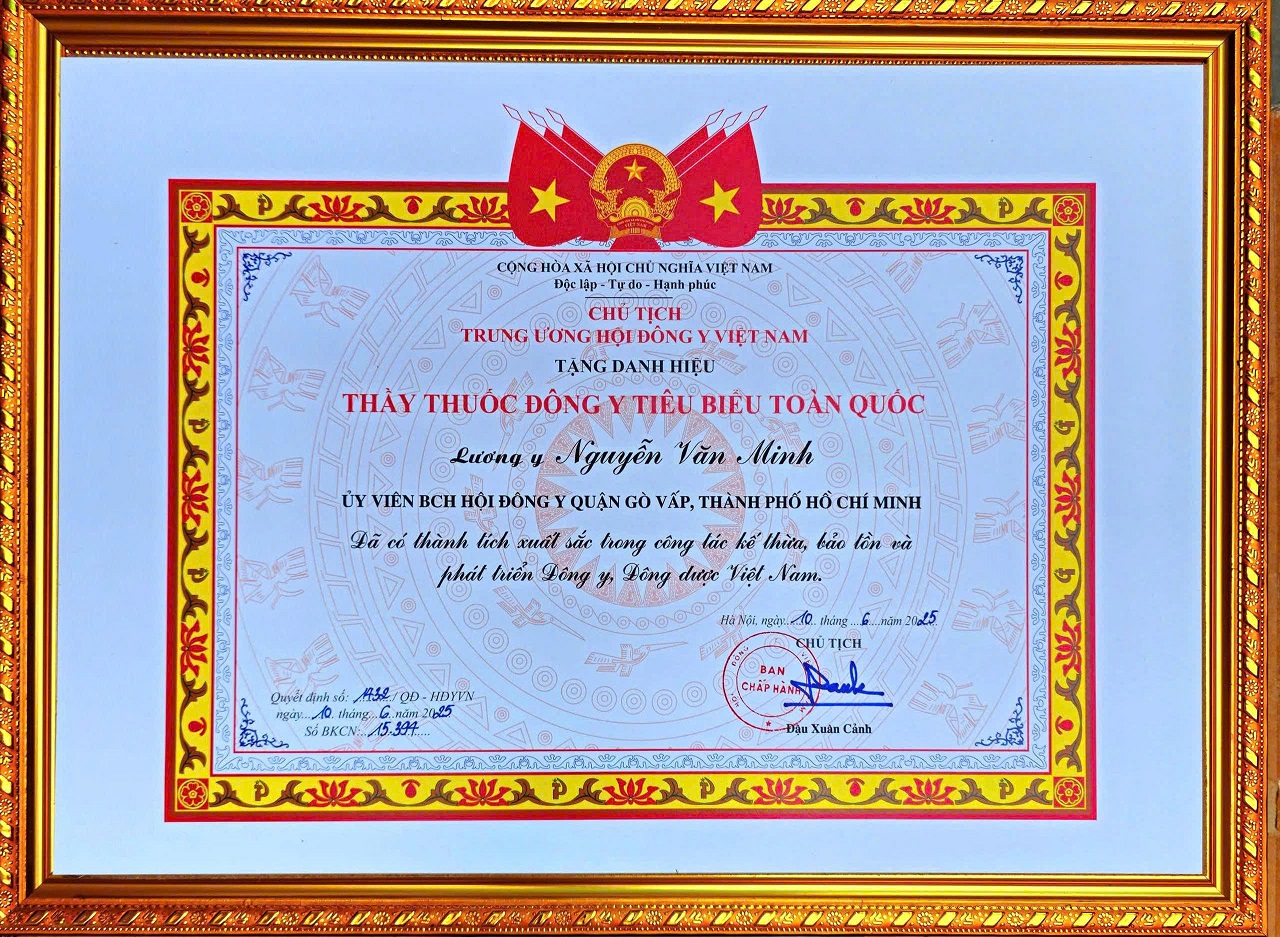 CỘNG HÒA XÃ HỘI CHỦ NGHĨA VIỆT NAM
Độc lập - Tự do - Hạnh phúc
CHỦ TỊCH
TRUNG ƯƠNG HỘI ĐÔNG Y VIỆT NAM
TẶNG DANH HIỆU
THẦY THUỐC ĐÔNG Y TIÊU BIỂU TOÀN QUỐC
Lương y Nguyễn Văn Minh
ỦY VIÊN BCH HỘI ĐÔNG Y QUẬN GÒ VẤP, THÀNH PHỐ HỒ CHÍ MINH
Đã có thành tích xuất sắc trong công tác kế thừa, bảo tồn và
phát triển Đông y, Đông dược Việt Nam.
Hà Nội, ngày...10.. tháng ....6....năm 2025
CHỦ TỊCH
BAN
CHẤP HÀNH
Đậu Xuân Cảnh
Quyết định số: / QĐ - HĐYVN
ngày...10. tháng...6.năm 2025
Số BKCN: